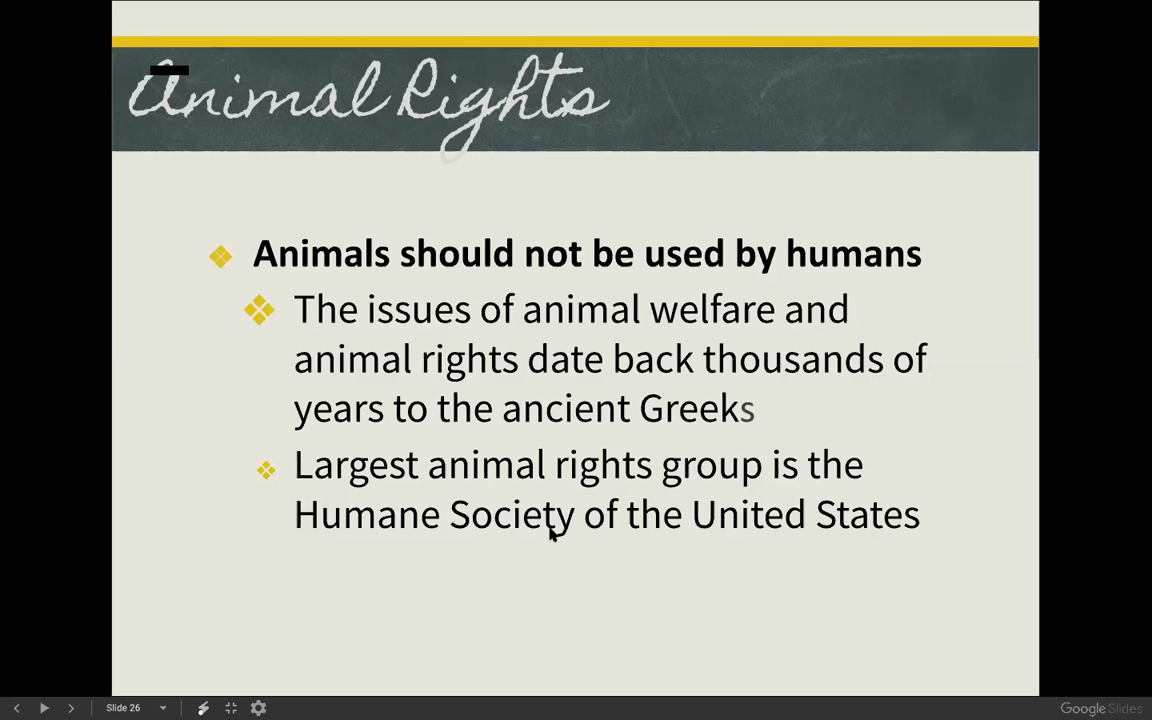 Animal Rights
Animals should not be used by humans
The issues of animal welfare and
animal rights date back thousands of
years to the ancient Greeks
Largest animal rights group is the
Humane Society of the United States
Slide 26
Google Slides